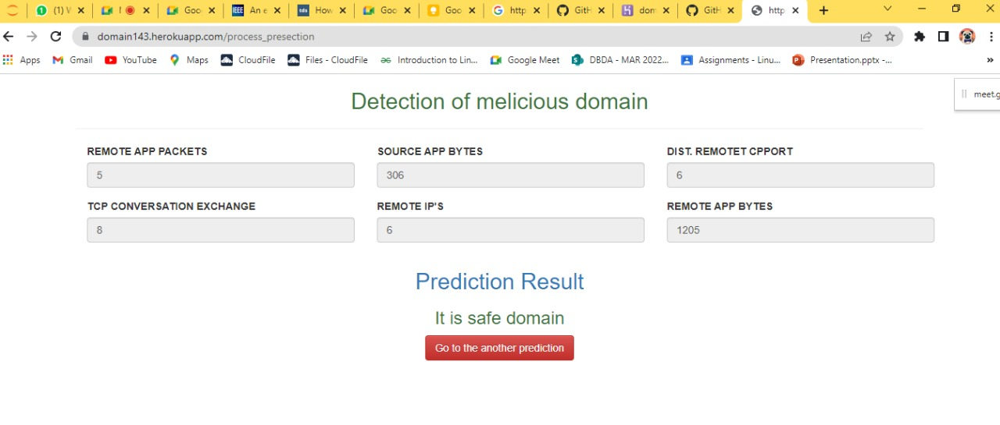 (1) W
Goo
IEEE An e
tds How
Goo
Goo
http
GitH
dom
GitH
http
domain143.herokuapp.com/process_presection
Apps Gmail YouTube Maps CloudFile Files - CloudFile Introduction to Lin... Google Meet DBDA - MAR 2022... Assignments - Linu... Presentation.pptx -... »
Detection of melicious domain
meet.g
REMOTE APP PACKETS SOURCE APP BYTES DIST. REMOTET CPPORT
5 306 6
TCP CONVERSATION EXCHANGE REMOTE IP'S REMOTE APP BYTES
8 6 1205
Prediction Result
It is safe domain
Go to the another prediction